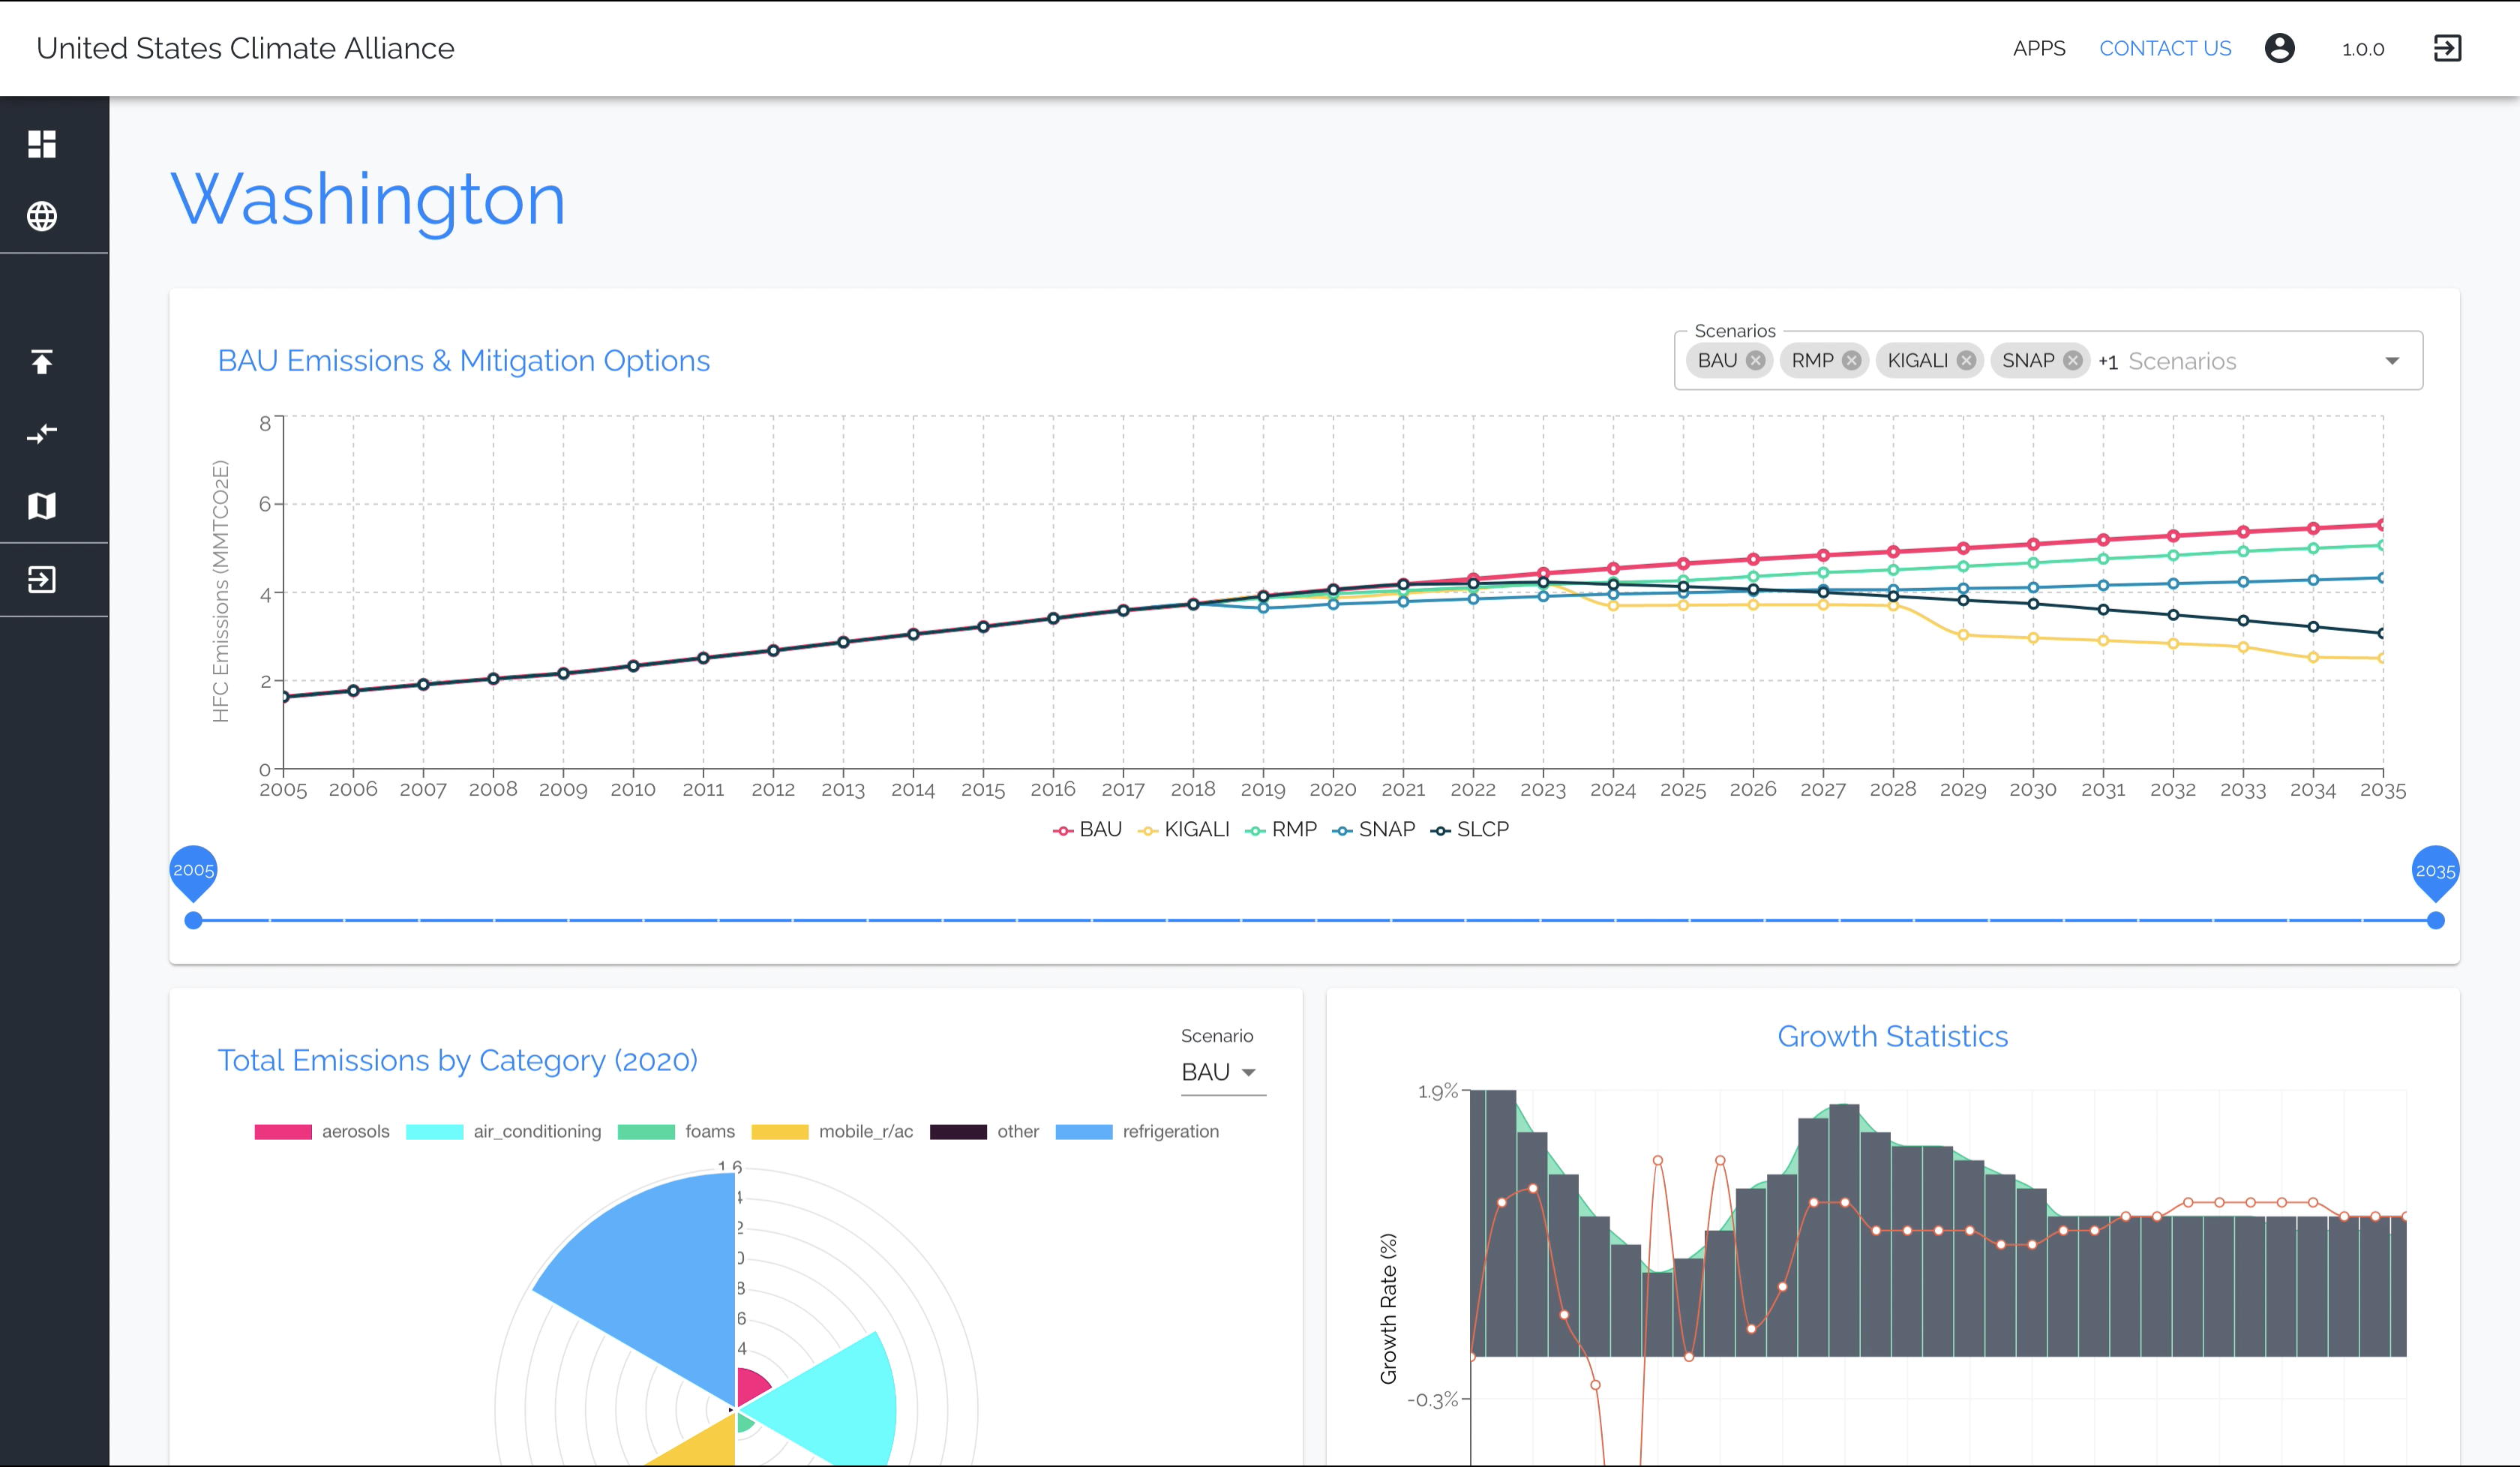 United States Climate Alliance
APPS CONTACT US 1.0.0
Washington
BAU Emissions & Mitigation Options
Scenarios
BAU RMP KIGALI SNAP +1 Scenarios
HFC Emissions (MMTCO2E)
8
6
4
2
0
2005 2006 2007 2008 2009 2010 2011 2012 2013 2014 2015 2016 2017 2018 2019 2020 2021 2022 2023 2024 2025 2026 2027 2028 2029 2030 2031 2032 2033 2034 2035
BAU KIGALI RMP SNAP SLCP
2005 2035
Total Emissions by Category (2020)
Scenario
BAU
aerosols air_conditioning foams mobile_r/ac other refrigeration
1.6
4
2
0
8
6
4
Growth Statistics
Growth Rate (%)
1.9%
-0.3%